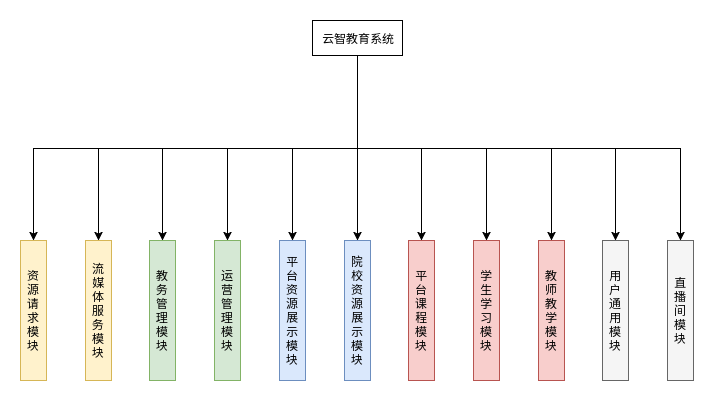 云智教育系统
资源请求模块
流媒体服务模块
教务管理模块
运营管理模块
平台资源展示模块
院校资源展示模块
平台课程模块
学生学习模块
教师教学模块
用户通用模块
直播间模块